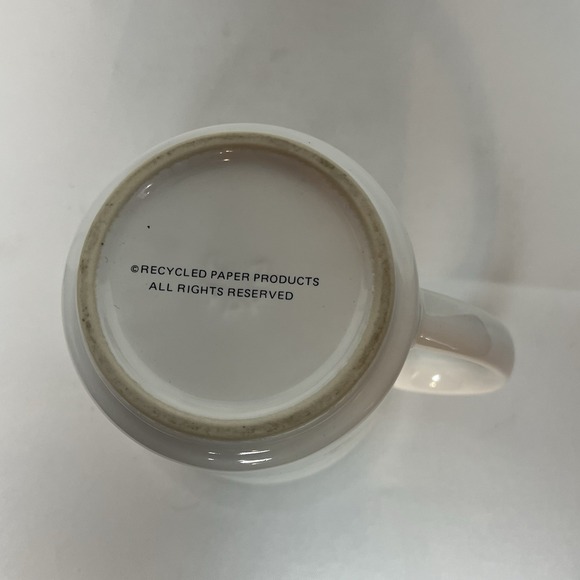 ©RECYCLED PAPER PRODUCTS
ALL RIGHTS RESERVED